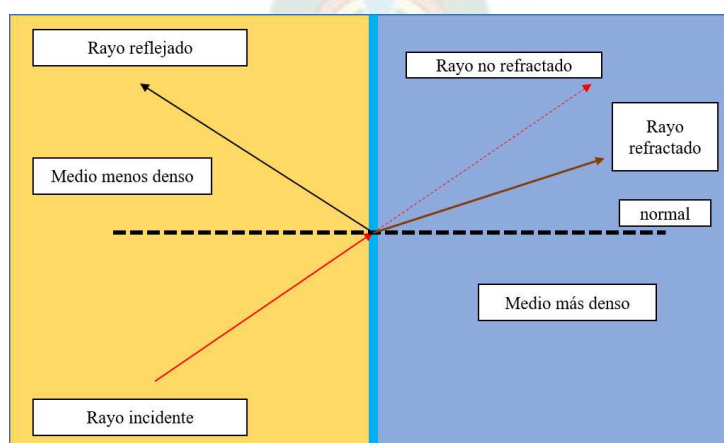 Rayo reflejado
Rayo no refractado
Rayo
refractado
Medio menos denso
normal
Medio más denso
Rayo incidente